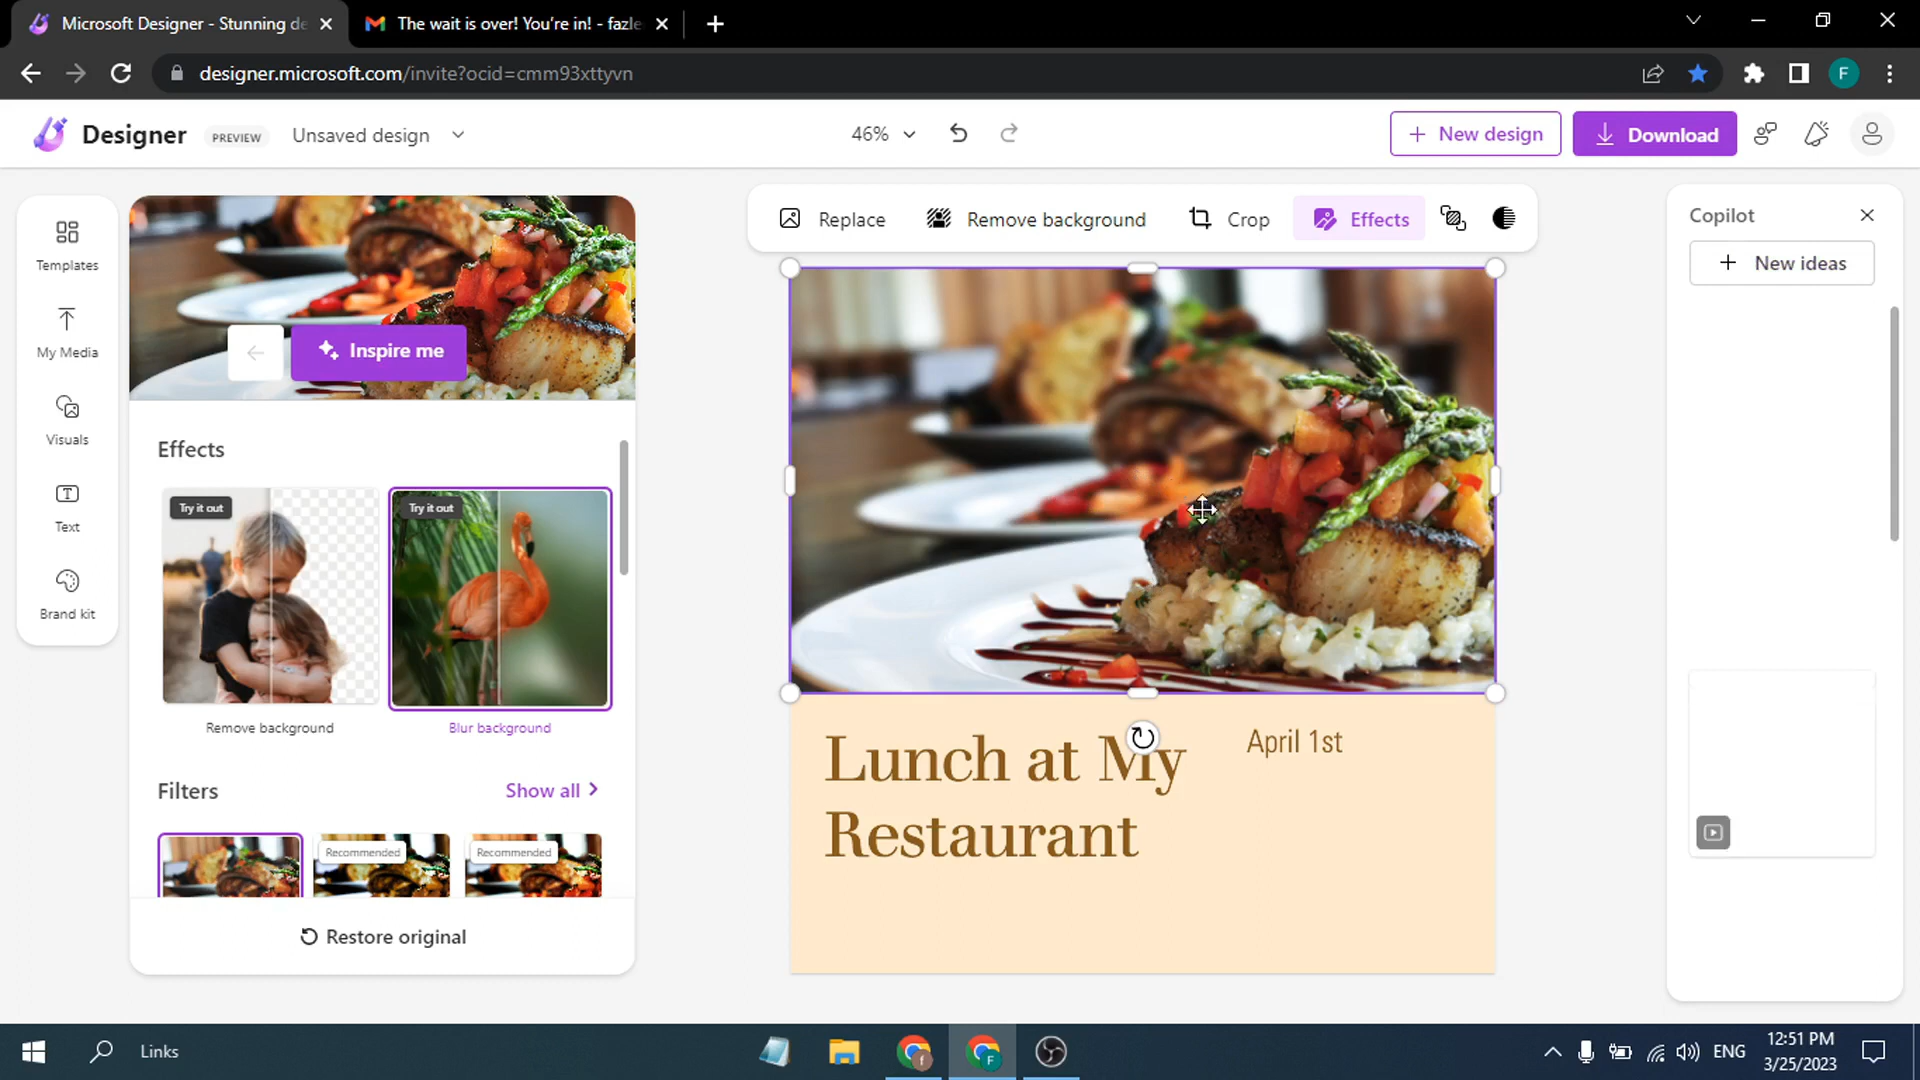 Microsoft Designer - Stunning de
The wait is over! You're in! - fazle
designer.microsoft.com/invite?ocid=cmm93xttyvn
F
Designer
PREVIEW
Unsaved design
46%
New design
Download
Templates
My Media
Visuals
Text
Brand kit
Inspire me
Effects
Try it out
Try it out
Remove background
Blur background
Filters
Show all
Recommended
Recommended
Restore original
Replace
Remove background
Crop
Effects
Lunch at My
Restaurant
April 1st
Copilot
New ideas
Links
f
F
ENG
12:51 PM
3/25/2023